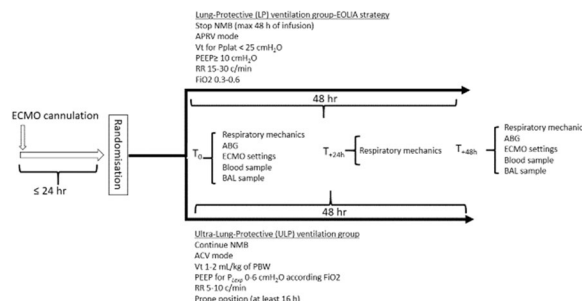 Lung-Protective (LP) ventilation group-EOLIA strategy
Stop NMB (max 48 h of infusion)
APRV mode
Vt for Pplat < 25 cmH₂O
PEEP≥ 10 cmH₂O
RR 15-30 c/min
FiO2 0.3-0.6
48 hr
ECMO cannulation
≤ 24 hr
Randomisation
T₀
Respiratory mechanics
ABG
ECMO settings
Blood sample
BAL sample
T₊₂₄ₕ
Respiratory mechanics
T₊₄₈ₕ
Respiratory mechanic
ABG
ECMO settings
Blood sample
BAL sample
48 hr
Ultra-Lung-Protective (ULP) ventilation group
Continue NMB
ACV mode
Vt 1-2 mL/kg of PBW
PEEP for P_Lexp 0-6 cmH₂O according FiO2
RR 5-10 c/min
Prone position (at least 16 h)